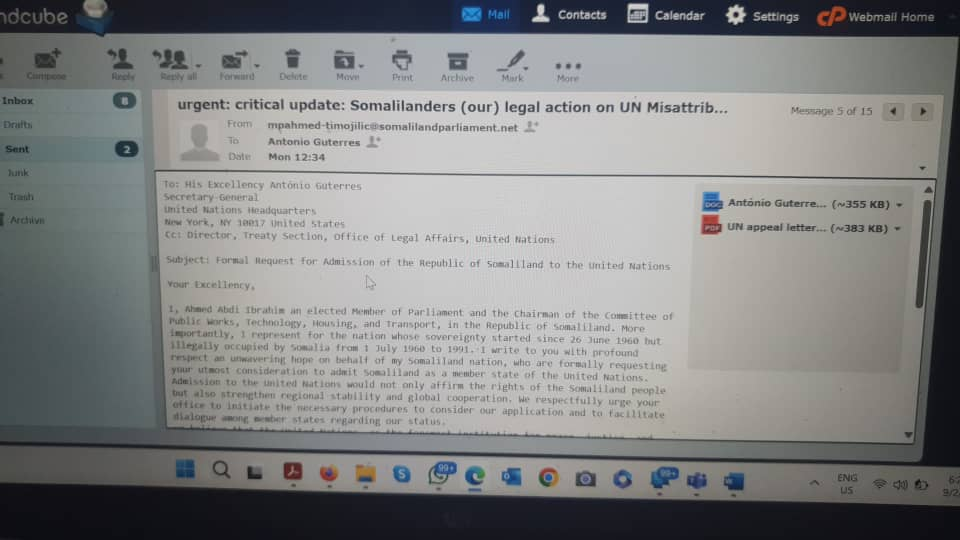 ndcube
Mail
Contacts
Calendar
Settings
cP Webmail Home
Compose
Reply
Reply all
Forward
Delete
Move
Print
Archive
Mark
More
Inbox 8
Drafts
Sent 2
Junk
Trash
Archive
urgent: critical update: Somalilanders (our) legal action on UN Misattrib...
Message 5 of 15
From mpahmed-timojilic@somalilandparliament.net
To Antonio Guterres
Date Mon 12:34
To: His Excellency António Guterres
Secretary-General
United Nations Headquarters
New York, NY 10017 United States
Cc: Director, Treaty Section, Office of Legal Affairs, United Nations
Subject: Formal Request for Admission of the Republic of Somaliland to the United Nations
Your Excellency,
I, Ahmed Abdi Ibrahim an elected Member of Parliament and the Chairman of the Committee of
Public Works, Technology, Housing, and Transport, in the Republic of Somaliland. More
importantly, I represent for the nation whose sovereignty started since 26 June 1960 but
illegally occupied by Somalia from 1 July 1960 to 1991. I write to you with profound
respect an unwavering hope on behalf of my Somaliland nation, who are formally requesting
your utmost consideration to admit Somaliland as a member state of the United Nations.
Admission to the United Nations would not only affirm the rights of the Somaliland people
but also strengthen regional stability and global cooperation. We respectfully urge your
office to initiate the necessary procedures to consider our application and to facilitate
dialogue among member states regarding our status.
DOC António Guterre... (~355 KB)
PDF UN appeal letter... (~383 KB)
99+
99+
ENG
US